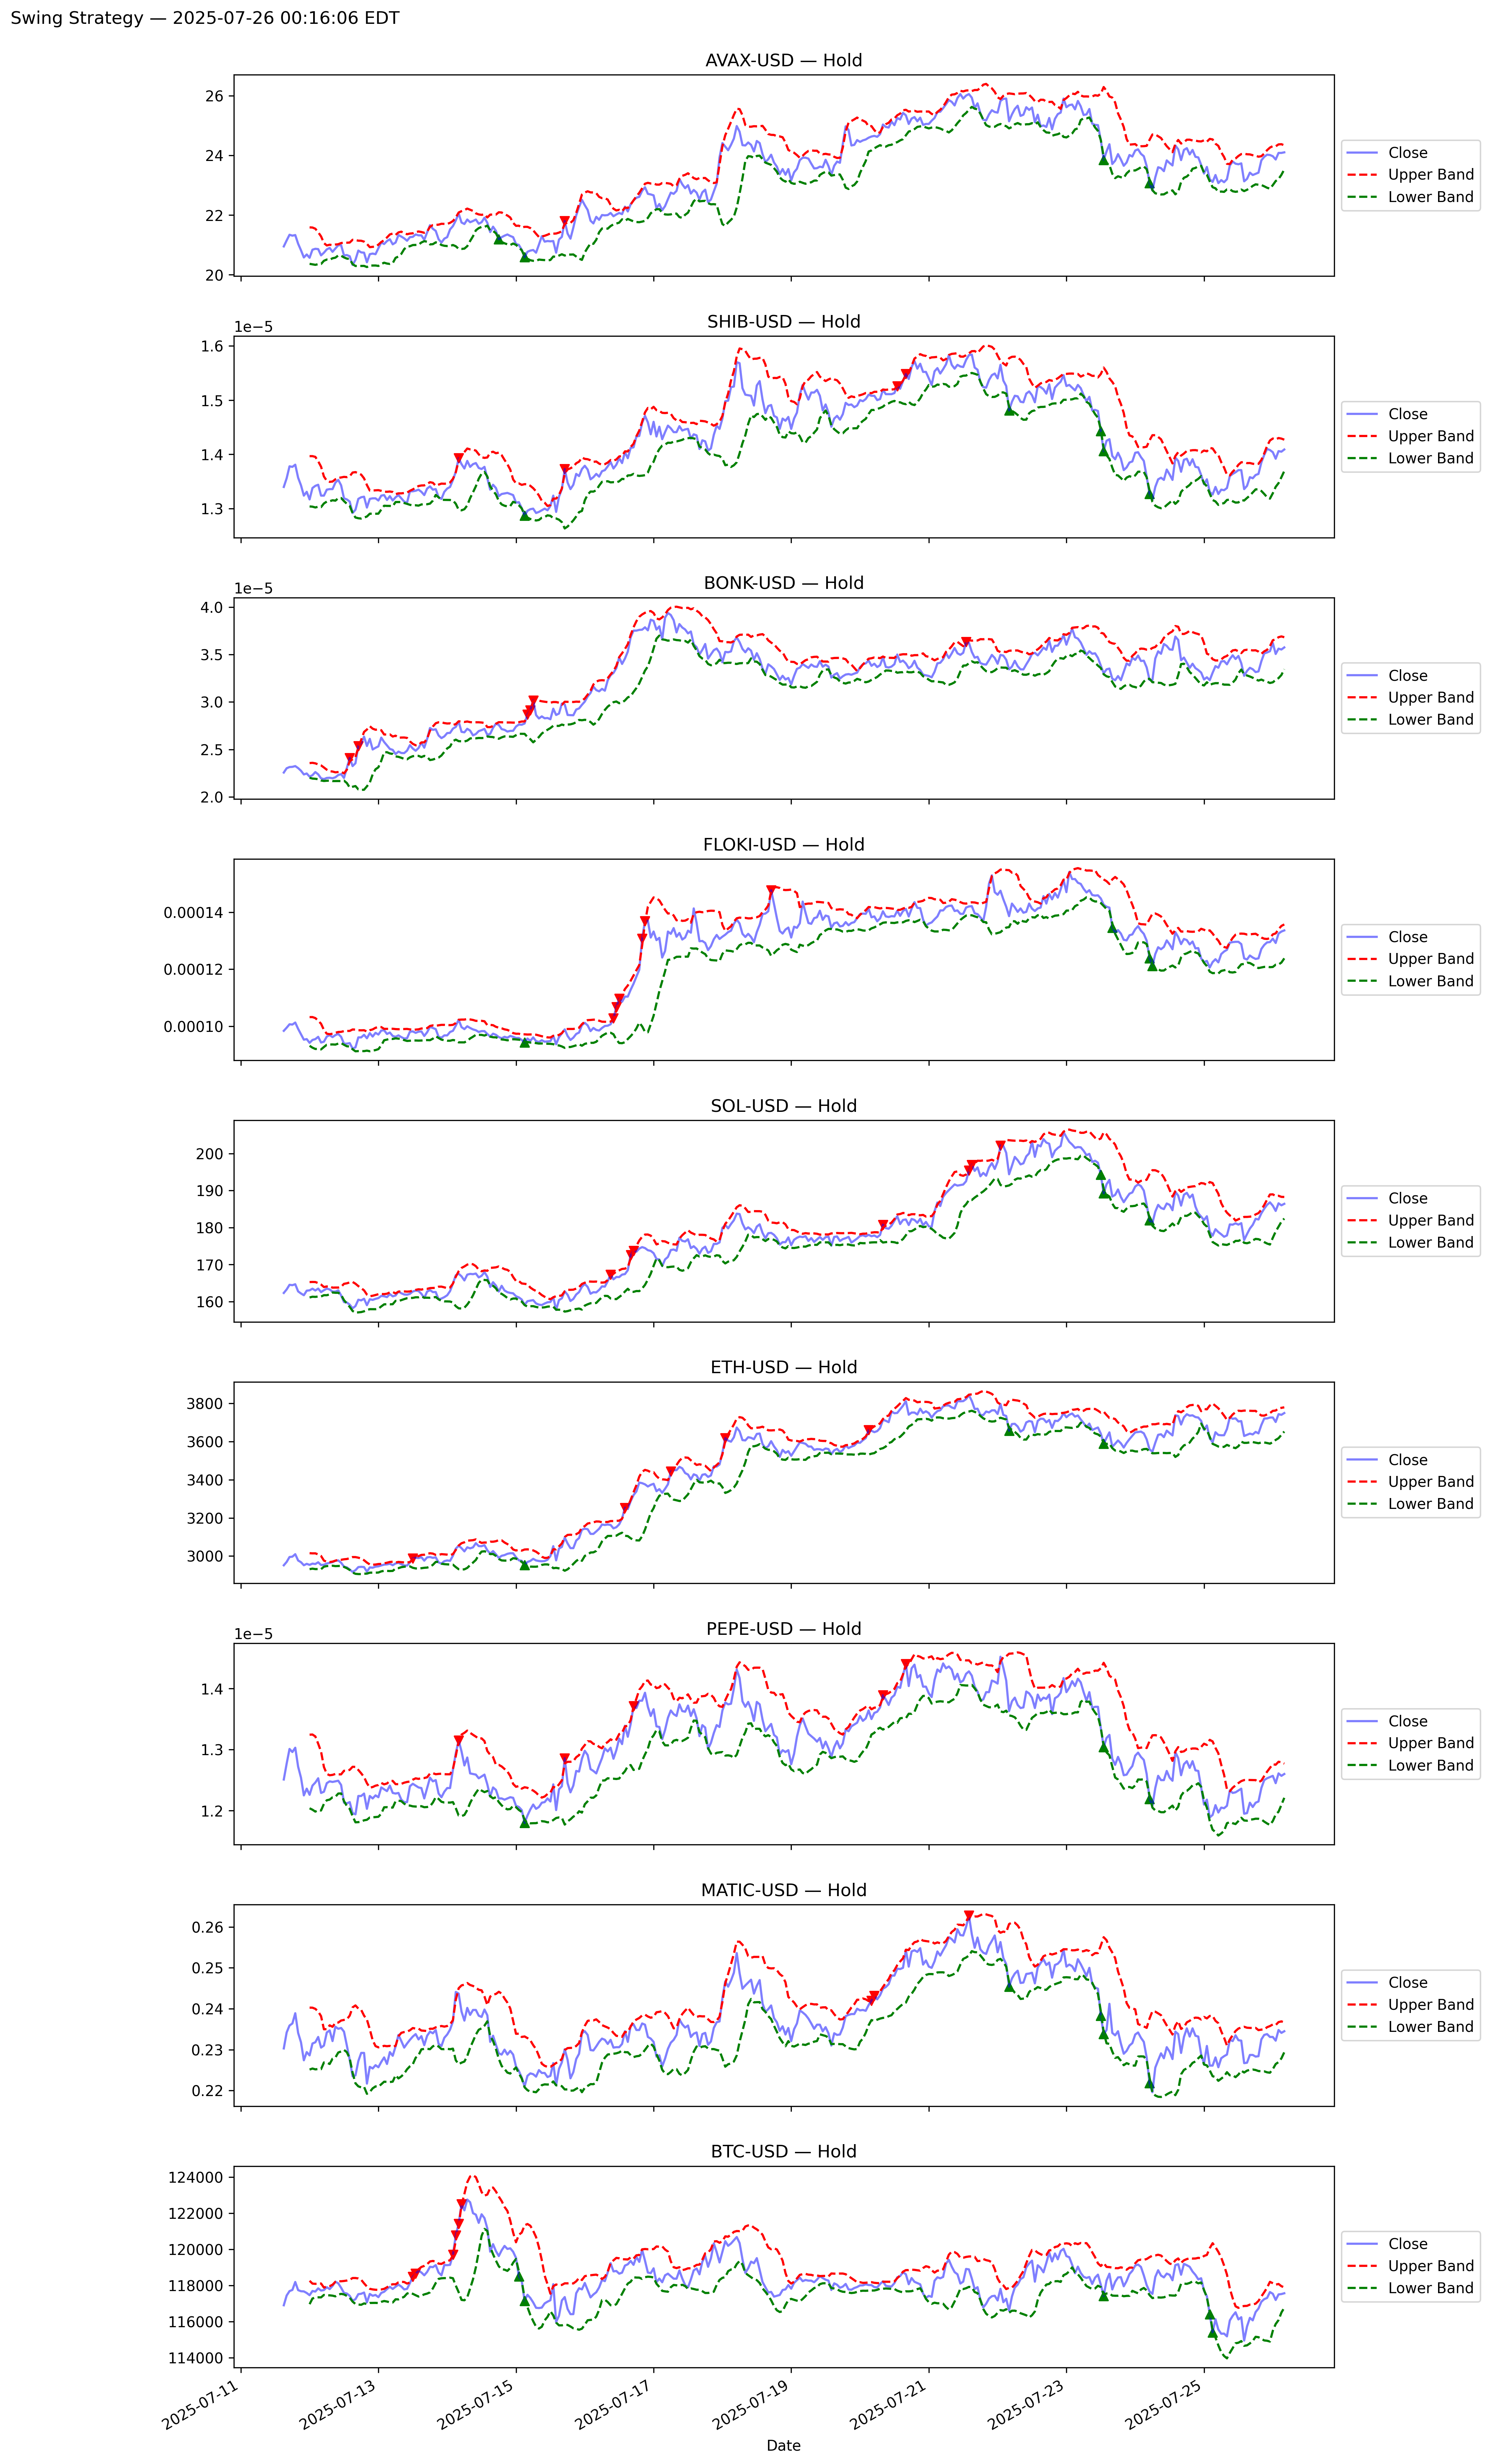 Swing Strategy — 2025-07-26 00:16:06 EDT
AVAX-USD — Hold
26
24
22
20
Close
Upper Band
Lower Band
SHIB-USD — Hold
1e−5
1.6
1.5
1.4
1.3
Close
Upper Band
Lower Band
BONK-USD — Hold
1e−5
4.0
3.5
3.0
2.5
2.0
Close
Upper Band
Lower Band
FLOKI-USD — Hold
0.00014
0.00012
0.00010
Close
Upper Band
Lower Band
SOL-USD — Hold
200
190
180
170
160
Close
Upper Band
Lower Band
ETH-USD — Hold
3800
3600
3400
3200
3000
Close
Upper Band
Lower Band
PEPE-USD — Hold
1e−5
1.4
1.3
1.2
Close
Upper Band
Lower Band
MATIC-USD — Hold
0.26
0.25
0.24
0.23
0.22
Close
Upper Band
Lower Band
BTC-USD — Hold
124000
122000
120000
118000
116000
114000
Close
Upper Band
Lower Band
2025-07-11
2025-07-13
2025-07-15
2025-07-17
2025-07-19
2025-07-21
2025-07-23
2025-07-25
Date